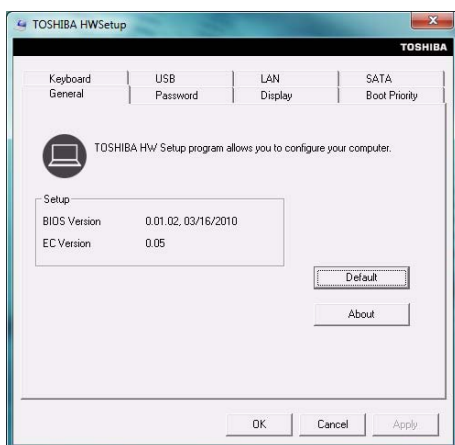 TOSHIBA HWSetup
TOSHIBA
Keyboard USB LAN SATA
General Password Display Boot Priority
TOSHIBA HW Setup program allows you to configure your computer.
Setup
BIOS Version 0.01.02, 03/16/2010
EC Version 0.05
Default
About
OK Cancel Apply